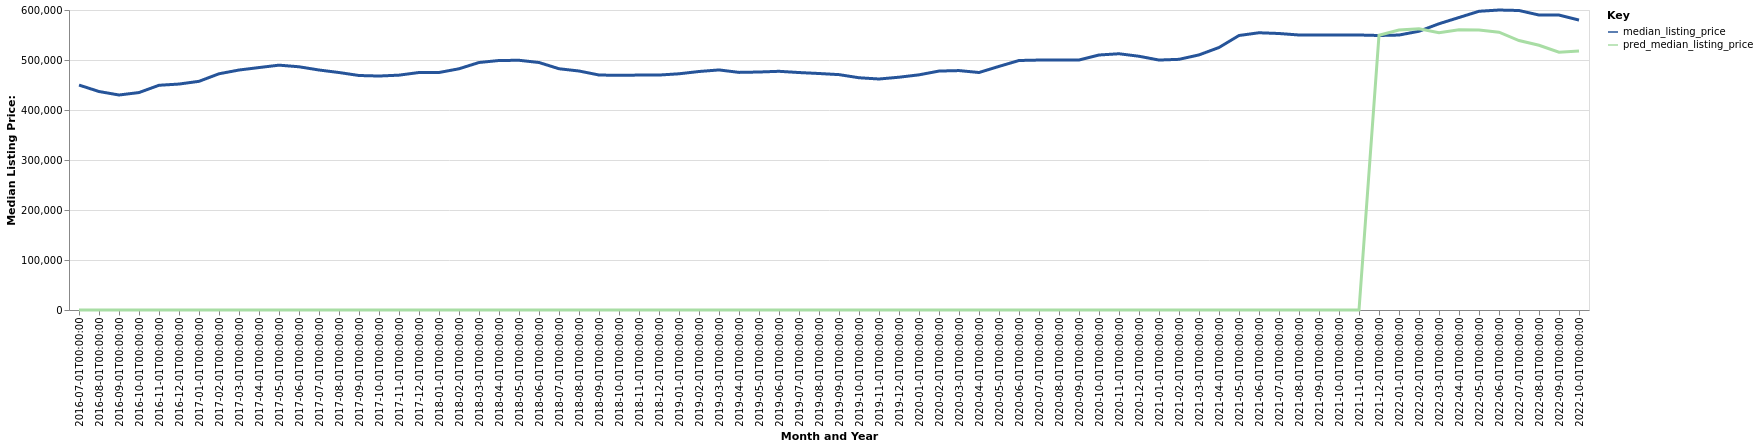 Key
median_listing_price
pred_median_listing_price
Median Listing Price:
600,000
500,000
400,000
300,000
200,000
100,000
0
2016-07-01T00:00:00
2016-08-01T00:00:00
2016-09-01T00:00:00
2016-10-01T00:00:00
2016-11-01T00:00:00
2016-12-01T00:00:00
2017-01-01T00:00:00
2017-02-01T00:00:00
2017-03-01T00:00:00
2017-04-01T00:00:00
2017-05-01T00:00:00
2017-06-01T00:00:00
2017-07-01T00:00:00
2017-08-01T00:00:00
2017-09-01T00:00:00
2017-10-01T00:00:00
2017-11-01T00:00:00
2017-12-01T00:00:00
2018-01-01T00:00:00
2018-02-01T00:00:00
2018-03-01T00:00:00
2018-04-01T00:00:00
2018-05-01T00:00:00
2018-06-01T00:00:00
2018-07-01T00:00:00
2018-08-01T00:00:00
2018-09-01T00:00:00
2018-10-01T00:00:00
2018-11-01T00:00:00
2018-12-01T00:00:00
2019-01-01T00:00:00
2019-02-01T00:00:00
2019-03-01T00:00:00
2019-04-01T00:00:00
2019-05-01T00:00:00
2019-06-01T00:00:00
2019-07-01T00:00:00
2019-08-01T00:00:00
2019-09-01T00:00:00
2019-10-01T00:00:00
2019-11-01T00:00:00
2019-12-01T00:00:00
2020-01-01T00:00:00
2020-02-01T00:00:00
2020-03-01T00:00:00
2020-04-01T00:00:00
2020-05-01T00:00:00
2020-06-01T00:00:00
2020-07-01T00:00:00
2020-08-01T00:00:00
2020-09-01T00:00:00
2020-10-01T00:00:00
2020-11-01T00:00:00
2020-12-01T00:00:00
2021-01-01T00:00:00
2021-02-01T00:00:00
2021-03-01T00:00:00
2021-04-01T00:00:00
2021-05-01T00:00:00
2021-06-01T00:00:00
2021-07-01T00:00:00
2021-08-01T00:00:00
2021-09-01T00:00:00
2021-10-01T00:00:00
2021-11-01T00:00:00
2021-12-01T00:00:00
2022-01-01T00:00:00
2022-02-01T00:00:00
2022-03-01T00:00:00
2022-04-01T00:00:00
2022-05-01T00:00:00
2022-06-01T00:00:00
2022-07-01T00:00:00
2022-08-01T00:00:00
2022-09-01T00:00:00
2022-10-01T00:00:00
Month and Year